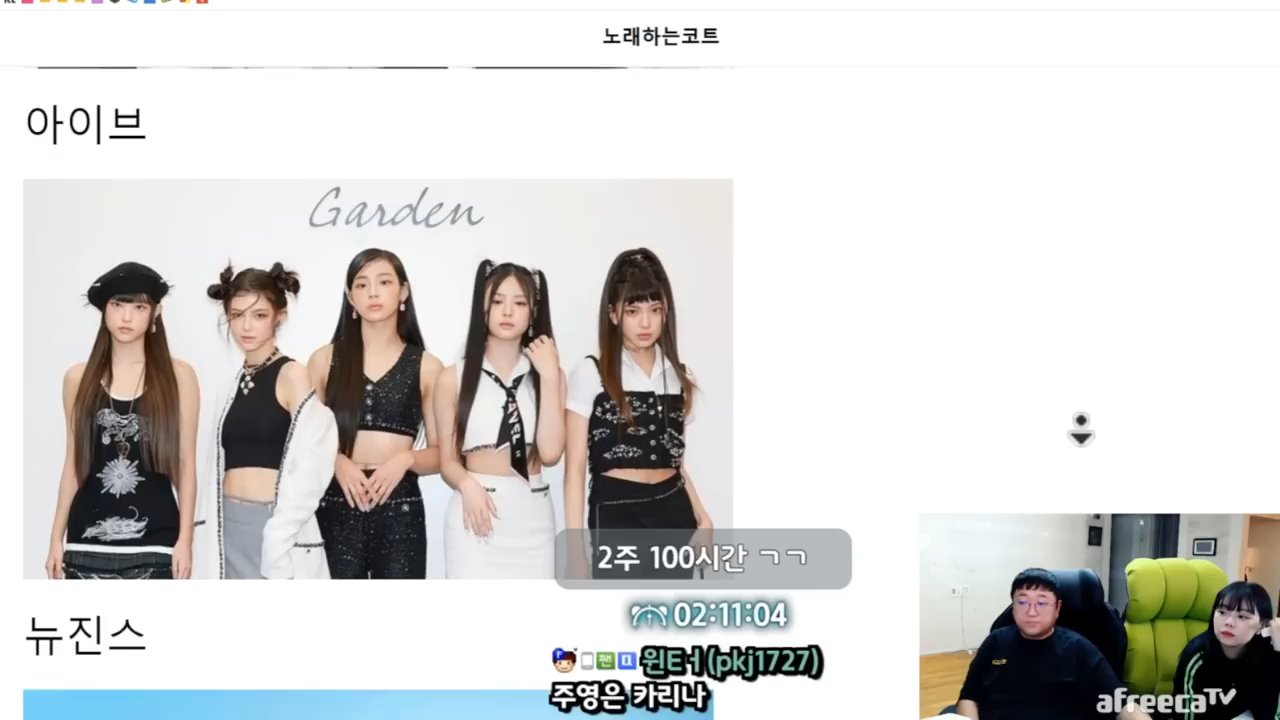 노래하는코트
아이브
Garden
2주 100시간 ㄱㄱ
02:11:04
뉴진스
윈터(pkj1727)
주영은 카리나
afreecaTV